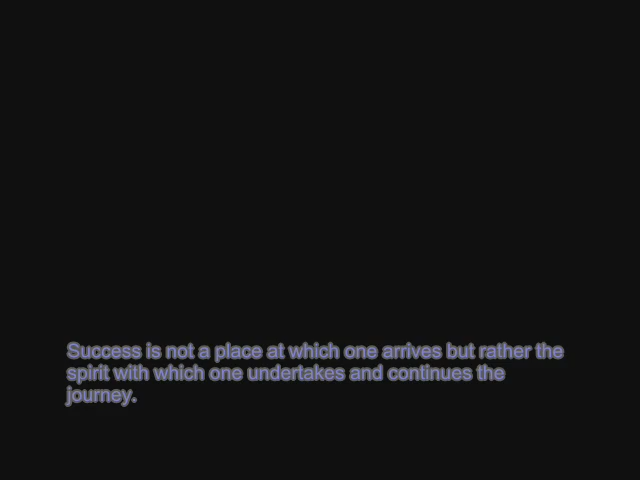 Success is not a place at which one arrives but rather the
spirit with which one undertakes and continues the
journey.